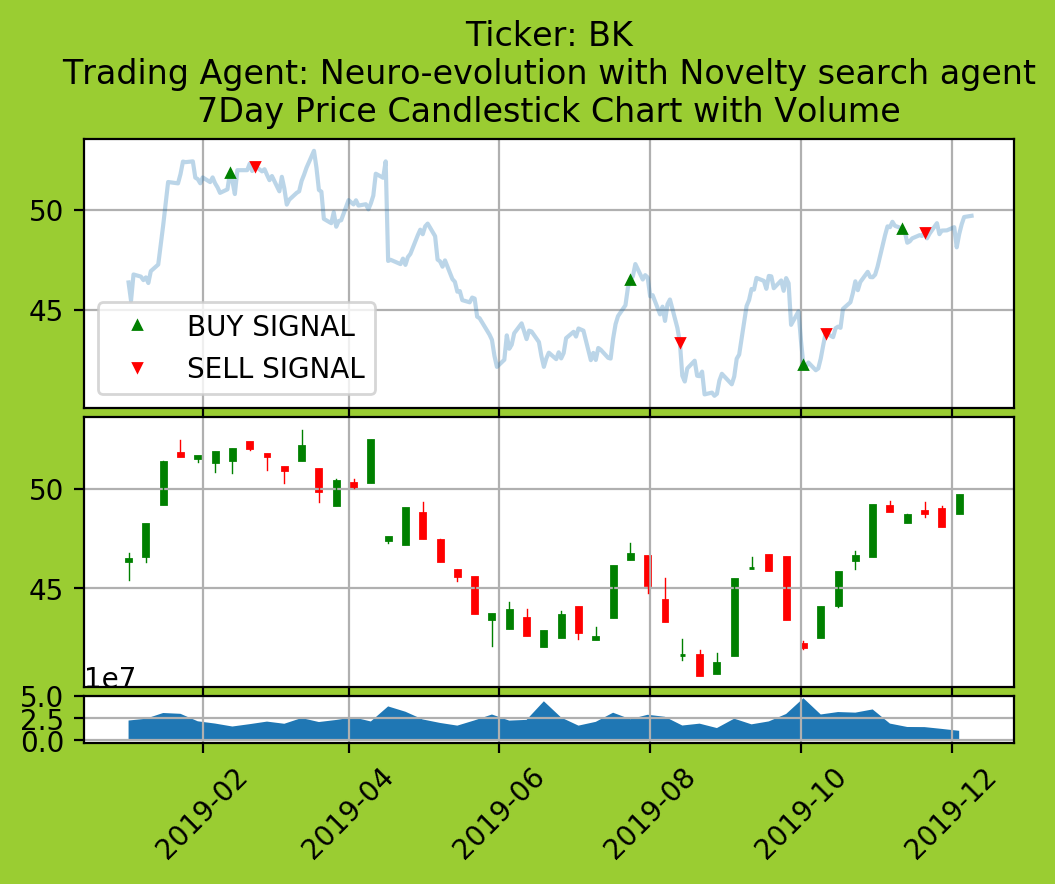 Ticker: BK
Trading Agent: Neuro-evolution with Novelty search agent
7Day Price Candlestick Chart with Volume
50
45
BUY SIGNAL
SELL SIGNAL
50
45
1e7
5.0
2.5
0.0
2019-02
2019-04
2019-06
2019-08
2019-10
2019-12